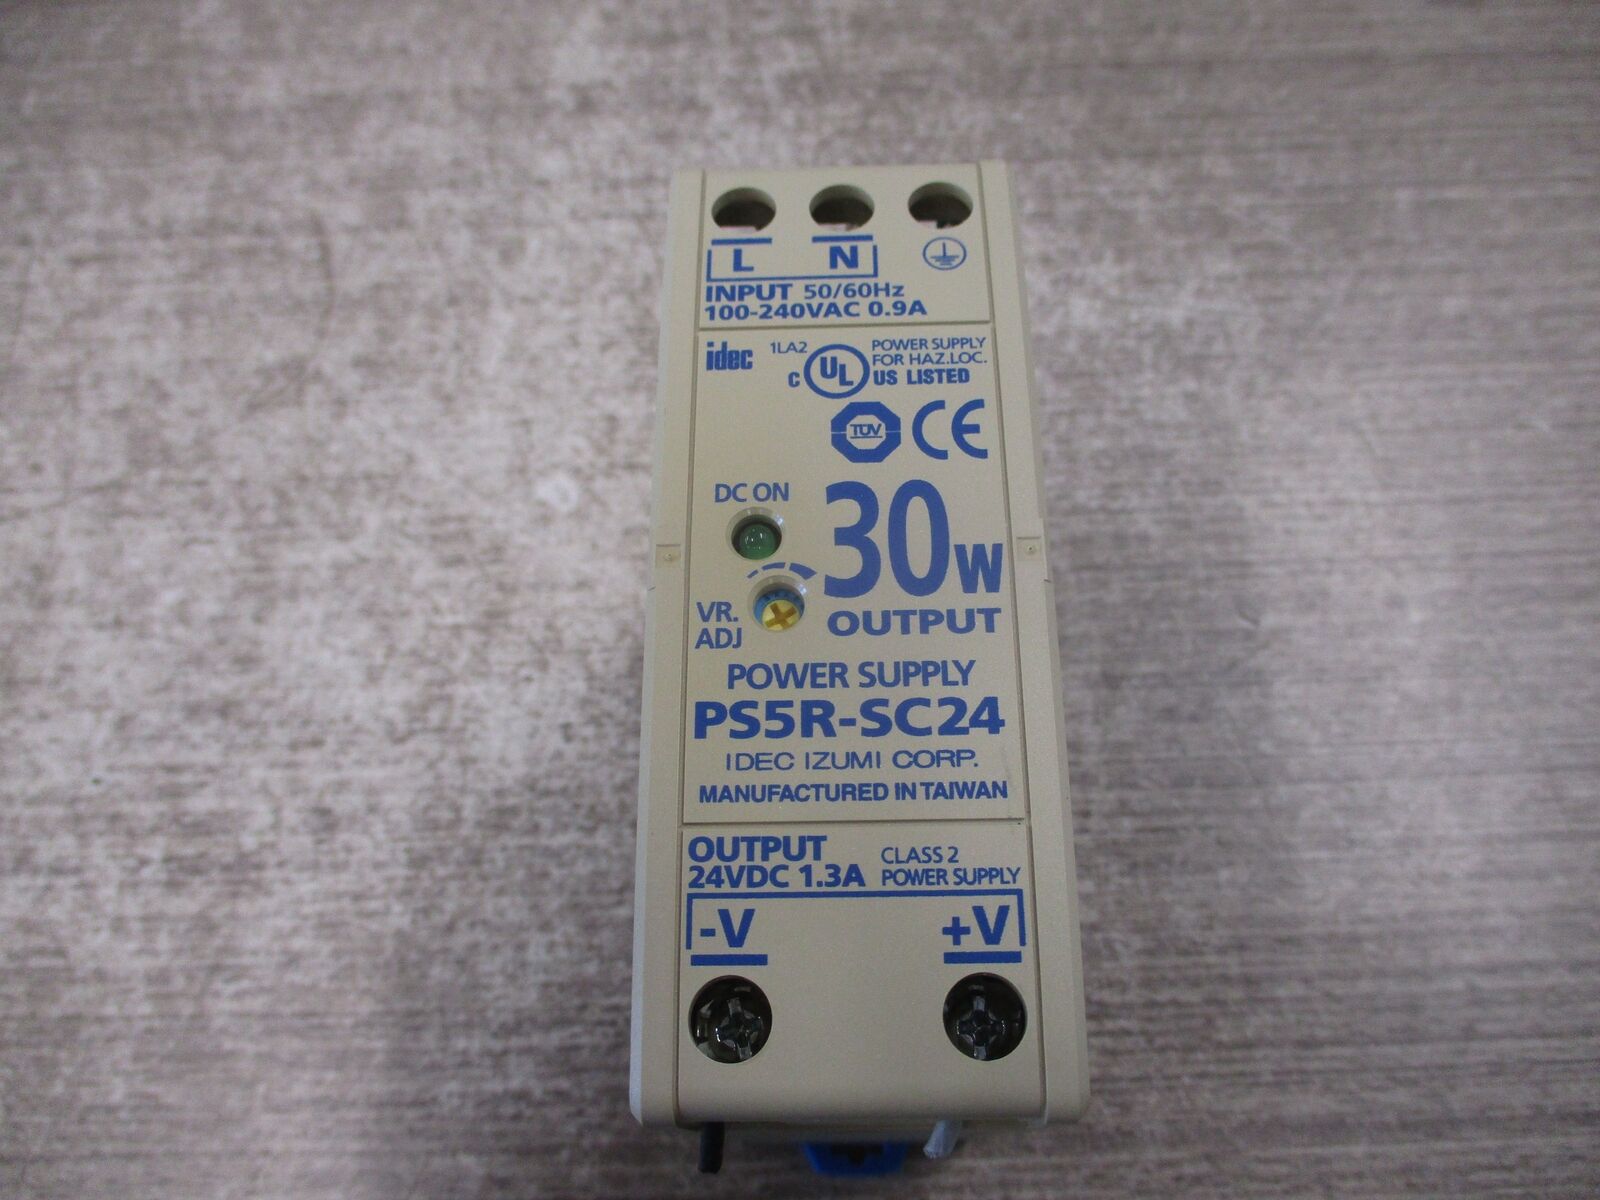 L N
INPUT 50/60Hz
100-240VAC 0.9A
idec 1LA2
POWER SUPPLY
FOR HAZ.LOC.
C UL US LISTED
TÜV CE
DC ON
30W
OUTPUT
VR.
ADJ
POWER SUPPLY
PS5R-SC24
IDEC IZUMI CORP.
MANUFACTURED IN TAIWAN
OUTPUT
24VDC 1.3A
CLASS 2
POWER SUPPLY
-V +V